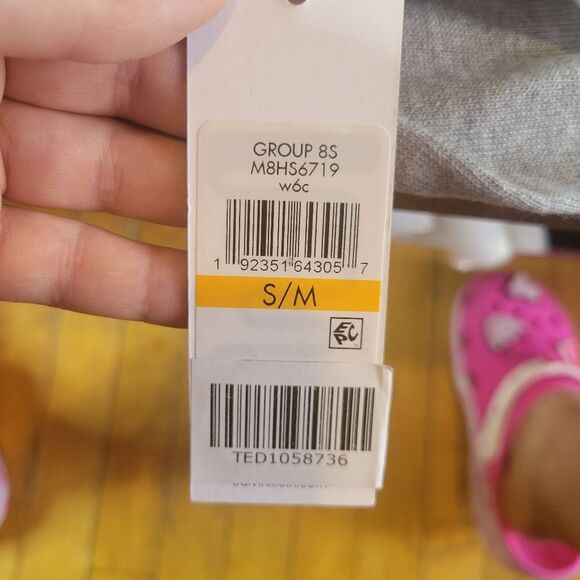 GROUP 8S
M8HS6719
w6c
1 92351 64305 7
S/M
EPC
TED1058736